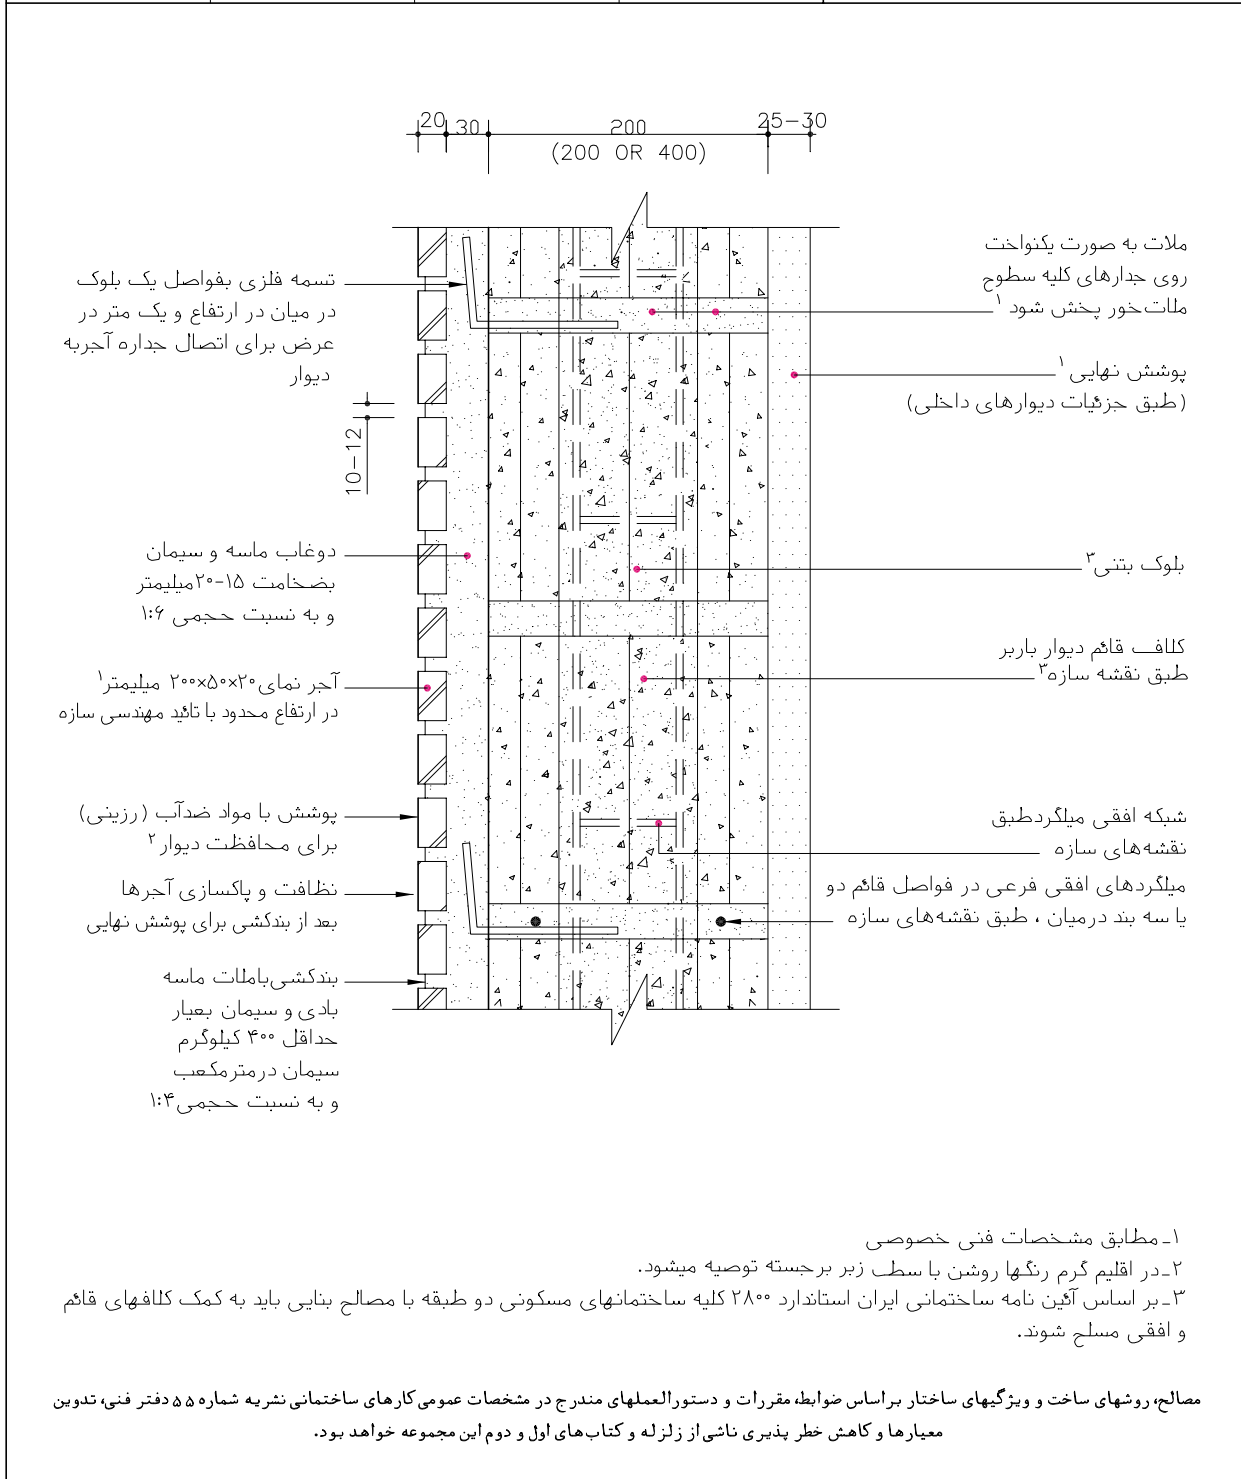 20
30
200
25-30
(200 OR 400)
ملات به صورت یکنواخت
روی جدارهای کلیه سطوح
ملات‌خور پخش شود ۱
پوشش نهایی ۱
(طبق جزئیات دیوارهای داخلی)
بلوک بتنی ۳
کلاف قائم دیوار باربر
طبق نقشه سازه ۳
شبکه افقی میلگردطبق
نقشه‌های سازه
میلگردهای افقی فرعی در فواصل قائم دو
یا سه بند درمیان ، طبق نقشه‌های سازه
تسمه فلزی بفواصل یک بلوک
در میان در ارتفاع و یک متر در
عرض برای اتصال جداره آجربه
دیوار
10-12
دوغاب ماسه و سیمان
بضخامت ۱۵-۲۰میلیمتر
و به نسبت حجمی ۱:۶
آجر نمای ۲۰×۵۰×۲۰۰ میلیمتر ۱
در ارتفاع محدود با تائید مهندسی سازه
پوشش با مواد ضدآب (رزینی)
برای محافظت دیوار ۲
نظافت و پاکسازی آجرها
بعد از بندکشی برای پوشش نهایی
بندکشی‌باملات ماسه
بادی و سیمان بعیار
حداقل ۴۰۰ کیلوگرم
سیمان درمترمکعب
و به نسبت حجمی۱:۴
۱ـ مطابق مشخصات فنی خصوصی
۲ـ در اقلیم گرم رنگها روشن با سطح زبر برجسته توصیه میشود.
۳ـ بر اساس آئین نامه ساختمانی ایران استاندارد ۲۸۰۰ کلیه ساختمانهای مسکونی دو طبقه با مصالح بنایی باید به کمک کلافهای قائم
و افقی مسلح شوند.
مصالح، روشهای ساخت و ویژگیهای ساختار براساس ضوابط، مقررات و دستورالعملهای مندرج در مشخصات عمومی کارهای ساختمانی نشریه شماره ۵۵ دفتر فنی، تدوین
معیارها و کاهش خطر پذیری ناشی از زلزله و کتاب‌های اول و دوم این مجموعه خواهد بود.